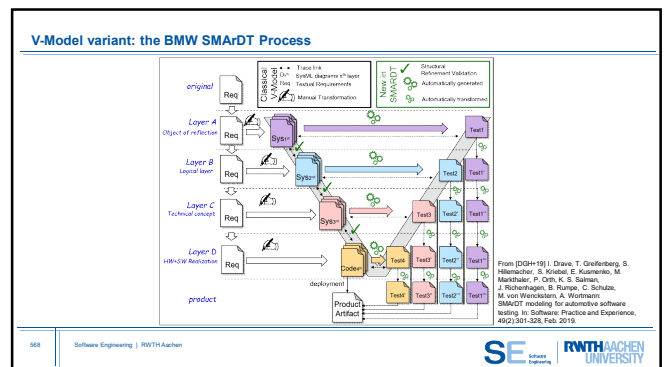 V-Model variant: the BMW SMArDT Process
Classical
V-Model
Trace link
SysML diagrams nth layer
Req Textual Requirements
Manual Transformation
New in
SMARDT
Structural
Refinement Validation
Automatically generated
Automatically transformed
original
Req
Layer A
Object of reflection
Req
Sys1st
Test1
Layer B
Logical layer
Req
Sys2nd
Test2
Test1'
Layer C
Technical concept
Req
Sys3rd
Test3
Test2'
Test1''
Layer D
HW+SW Realization
Req
Code4th
Test4
Test3'
Test2''
Test1'''
deployment
product
Product
Artifact
Test4'
Test3''
From [DGH+19] I. Drave, T. Greifenberg, S.
Hillemacher, S. Kriebel, E. Kusmenko, M.
Markthaler, P. Orth, K. S. Salman,
J. Richenhagen, B. Rumpe, C. Schulze,
M. von Wenckstern, A. Wortmann:
SMArDT modeling for automotive software
testing. In: Software: Practice and Experience,
49(2):301-328, Feb. 2019.
568
Software Engineering | RWTH Aachen
SE Software
Engineering
RWTHAACHEN
UNIVERSITY